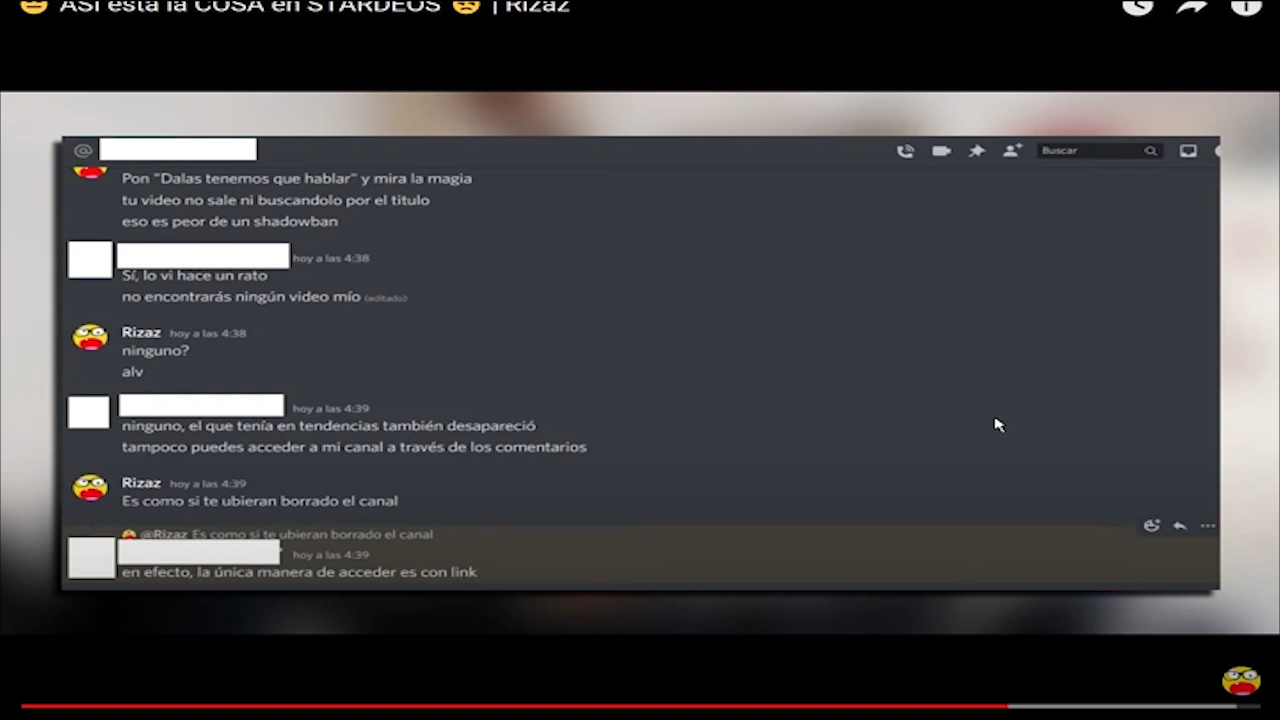 ASÍ está la COSA en STARDEOS 😔 | Rizaz
@
Buscar
Pon "Dalas tenemos que hablar" y mira la magia
tu video no sale ni buscandolo por el titulo
eso es peor de un shadowban
hoy a las 4:38
Sí, lo vi hace un rato
no encontrarás ningún video mío (editado)
Rizaz hoy a las 4:38
ninguno?
alv
hoy a las 4:39
ninguno, el que tenía en tendencias también desapareció
tampoco puedes acceder a mi canal a través de los comentarios
Rizaz hoy a las 4:39
Es como si te ubieran borrado el canal
@Rizaz Es como si te ubieran borrado el canal
hoy a las 4:39
en efecto, la única manera de acceder es con link